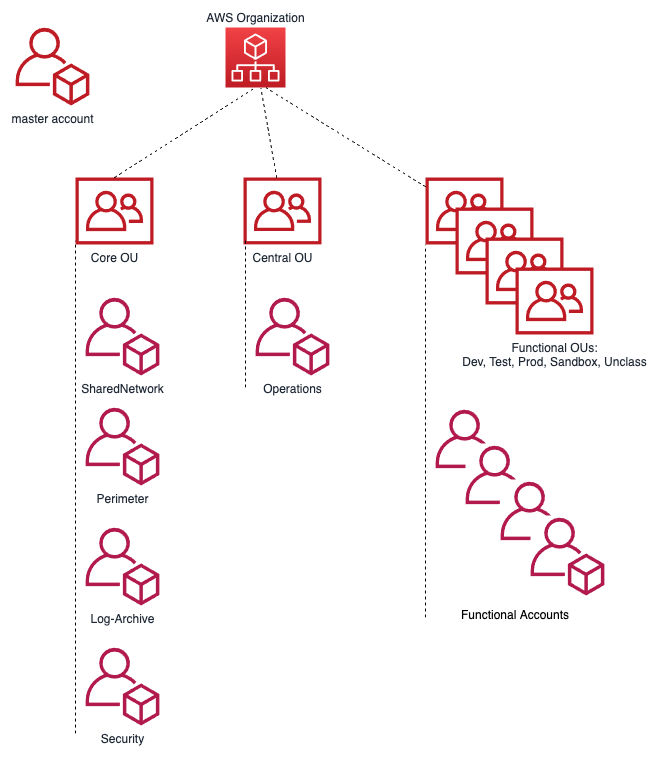 AWS Organization
master account
Core OU
Central OU
Functional OUs:
Dev, Test, Prod, Sandbox, Unclass
SharedNetwork
Operations
Perimeter
Log-Archive
Functional Accounts
Security